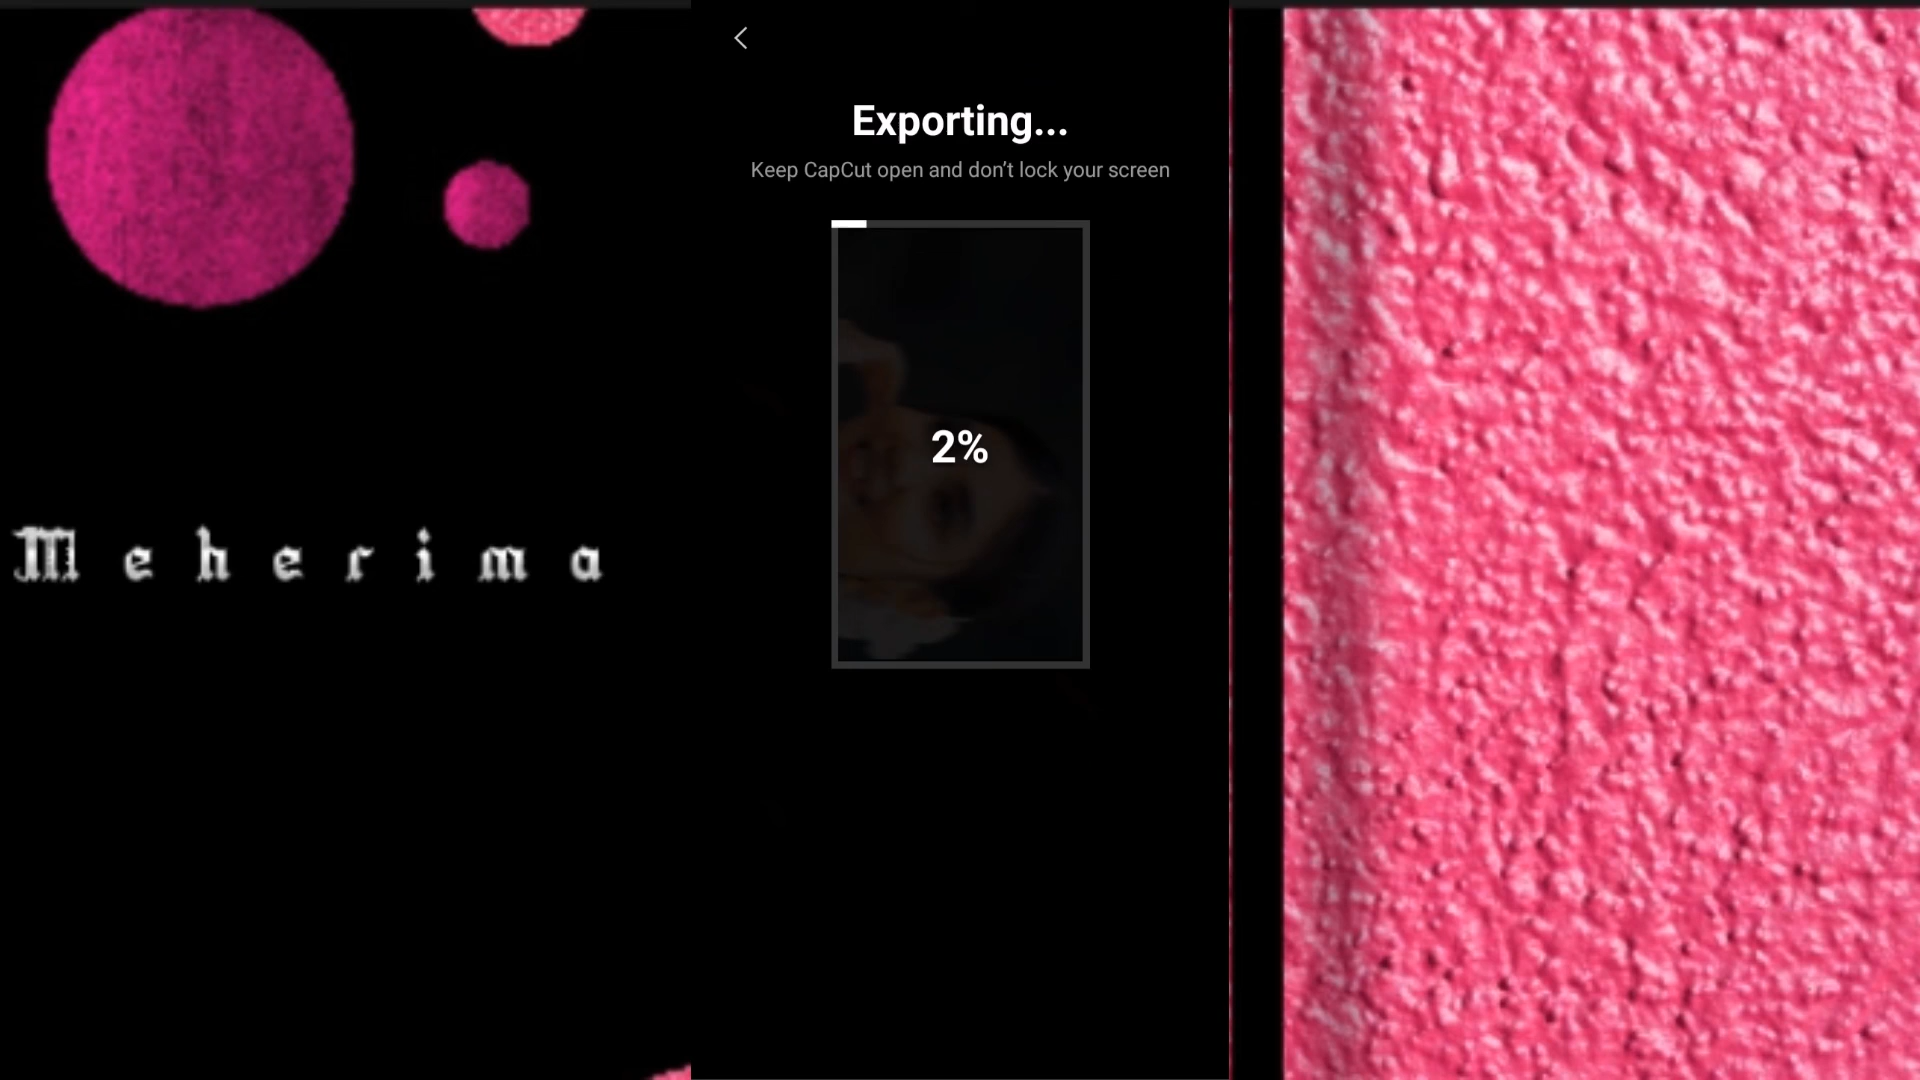 Exporting...
Keep CapCut open and don’t lock your screen
2%
Meherima